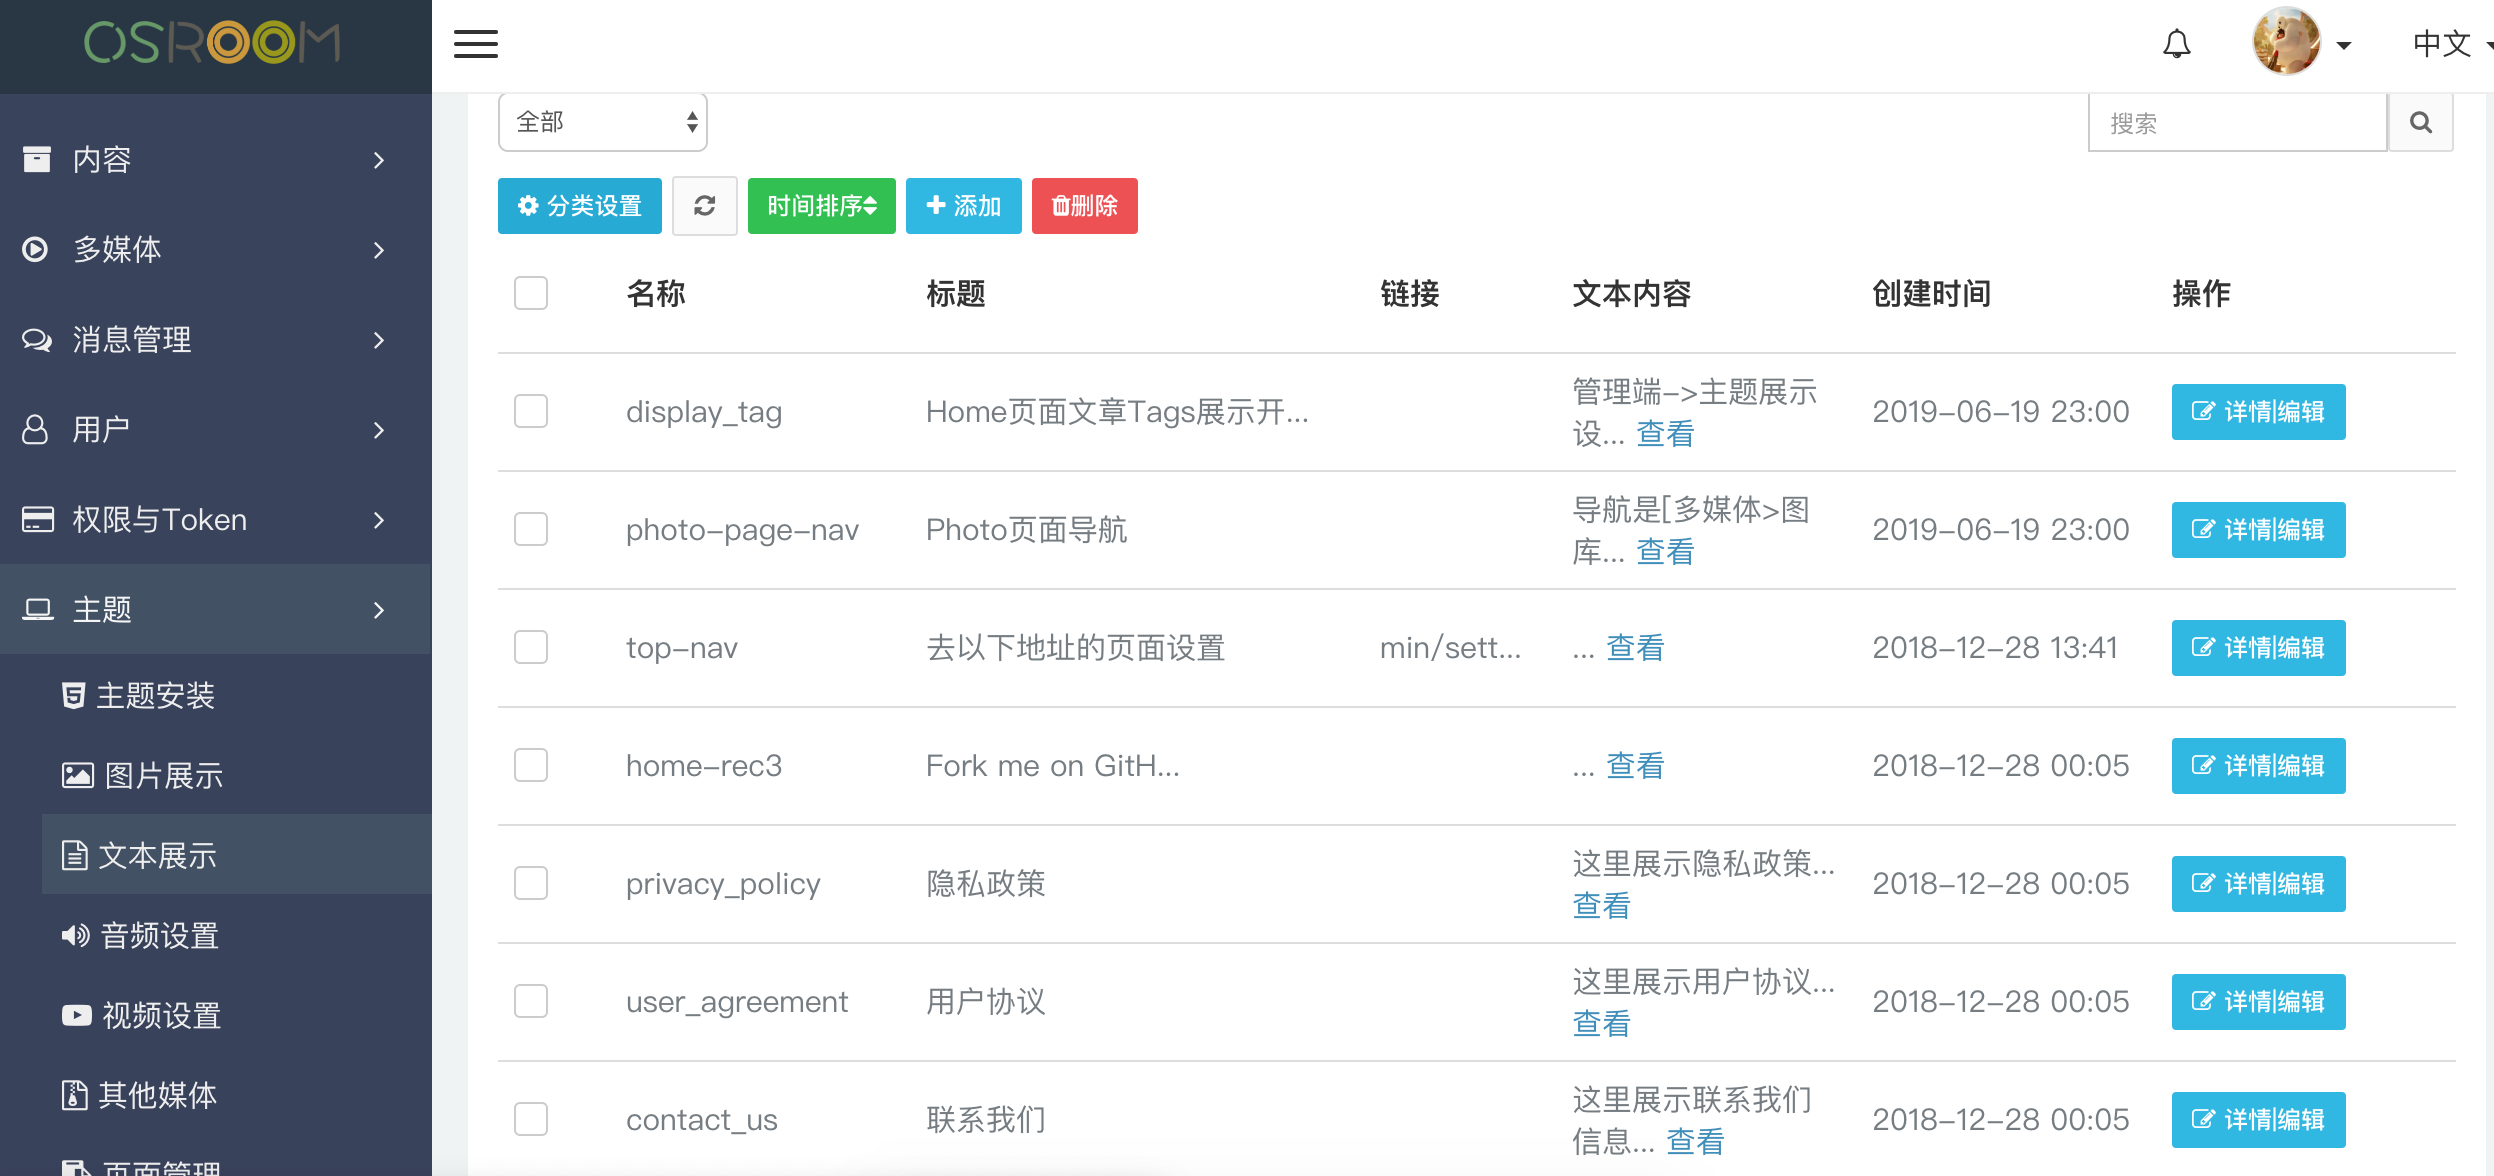 OSROOM
中文
内容
多媒体
消息管理
用户
权限与Token
主题
主题安装
图片展示
文本展示
音频设置
视频设置
其他媒体
页面管理
全部
搜索
分类设置 时间排序 添加 删除
名称 标题 链接 文本内容 创建时间 操作
display_tag Home页面文章Tags展示开... 管理端->主题展示 2019-06-19 23:00 详情|编辑
设... 查看
photo-page-nav Photo页面导航 导航是[多媒体>图 2019-06-19 23:00 详情|编辑
库... 查看
top-nav 去以下地址的页面设置 min/sett... ... 查看 2018-12-28 13:41 详情|编辑
home-rec3 Fork me on GitH... ... 查看 2018-12-28 00:05 详情|编辑
privacy_policy 隐私政策 这里展示隐私政策... 2018-12-28 00:05 详情|编辑
查看
user_agreement 用户协议 这里展示用户协议... 2018-12-28 00:05 详情|编辑
查看
contact_us 联系我们 这里展示联系我们 2018-12-28 00:05 详情|编辑
信息... 查看